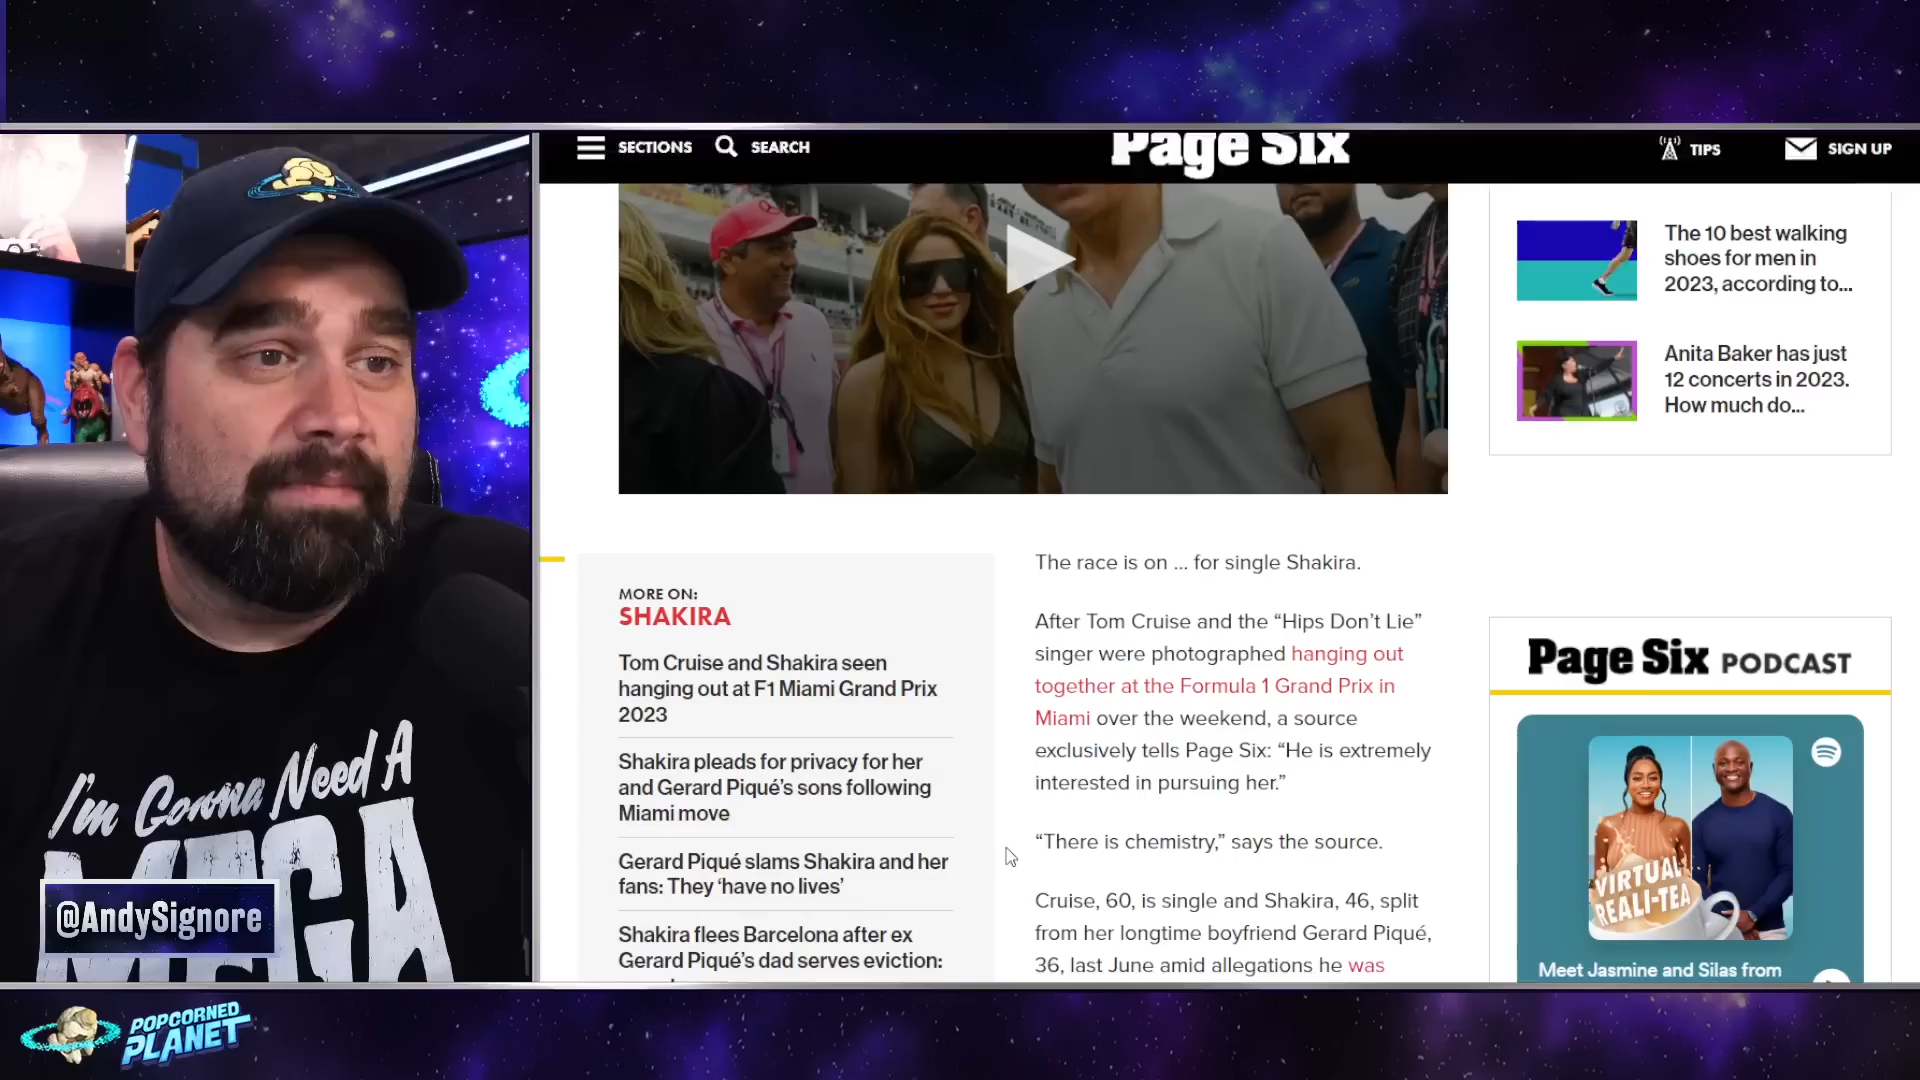 SECTIONS
SEARCH
Page Six
TIPS
SIGN UP
The 10 best walking
shoes for men in
2023, according to...
Anita Baker has just
12 concerts in 2023.
How much do...
The race is on ... for single Shakira.
MORE ON:
SHAKIRA
Tom Cruise and Shakira seen
hanging out at F1 Miami Grand Prix
2023
Shakira pleads for privacy for her
and Gerard Piqué’s sons following
Miami move
Gerard Piqué slams Shakira and her
fans: They ‘have no lives’
Shakira flees Barcelona after ex
Gerard Piqué’s dad serves eviction:
After Tom Cruise and the “Hips Don’t Lie”
singer were photographed hanging out
together at the Formula 1 Grand Prix in
Miami over the weekend, a source
exclusively tells Page Six: “He is extremely
interested in pursuing her.”
“There is chemistry,” says the source.
Cruise, 60, is single and Shakira, 46, split
from her longtime boyfriend Gerard Piqué,
36, last June amid allegations he was
Page Six PODCAST
VIRTUAL
REALI-TEA
Meet Jasmine and Silas from
I'm Gonna Need A
MEGA
@AndySignore
POPCORNED
PLANET